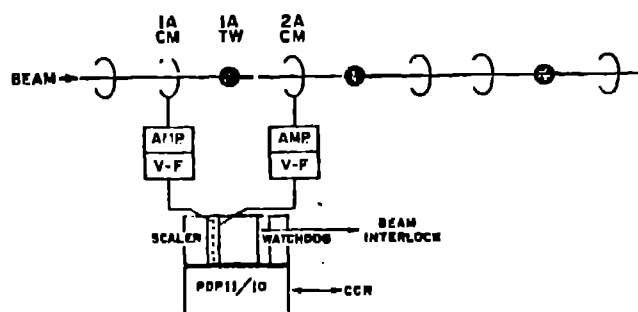 1A 1A 2A
CM TW CM
BEAM
AMP AMP
V-F V-F
SCALER WATCHDOG BEAM
INTERLOCK
PDP11/10 CCR